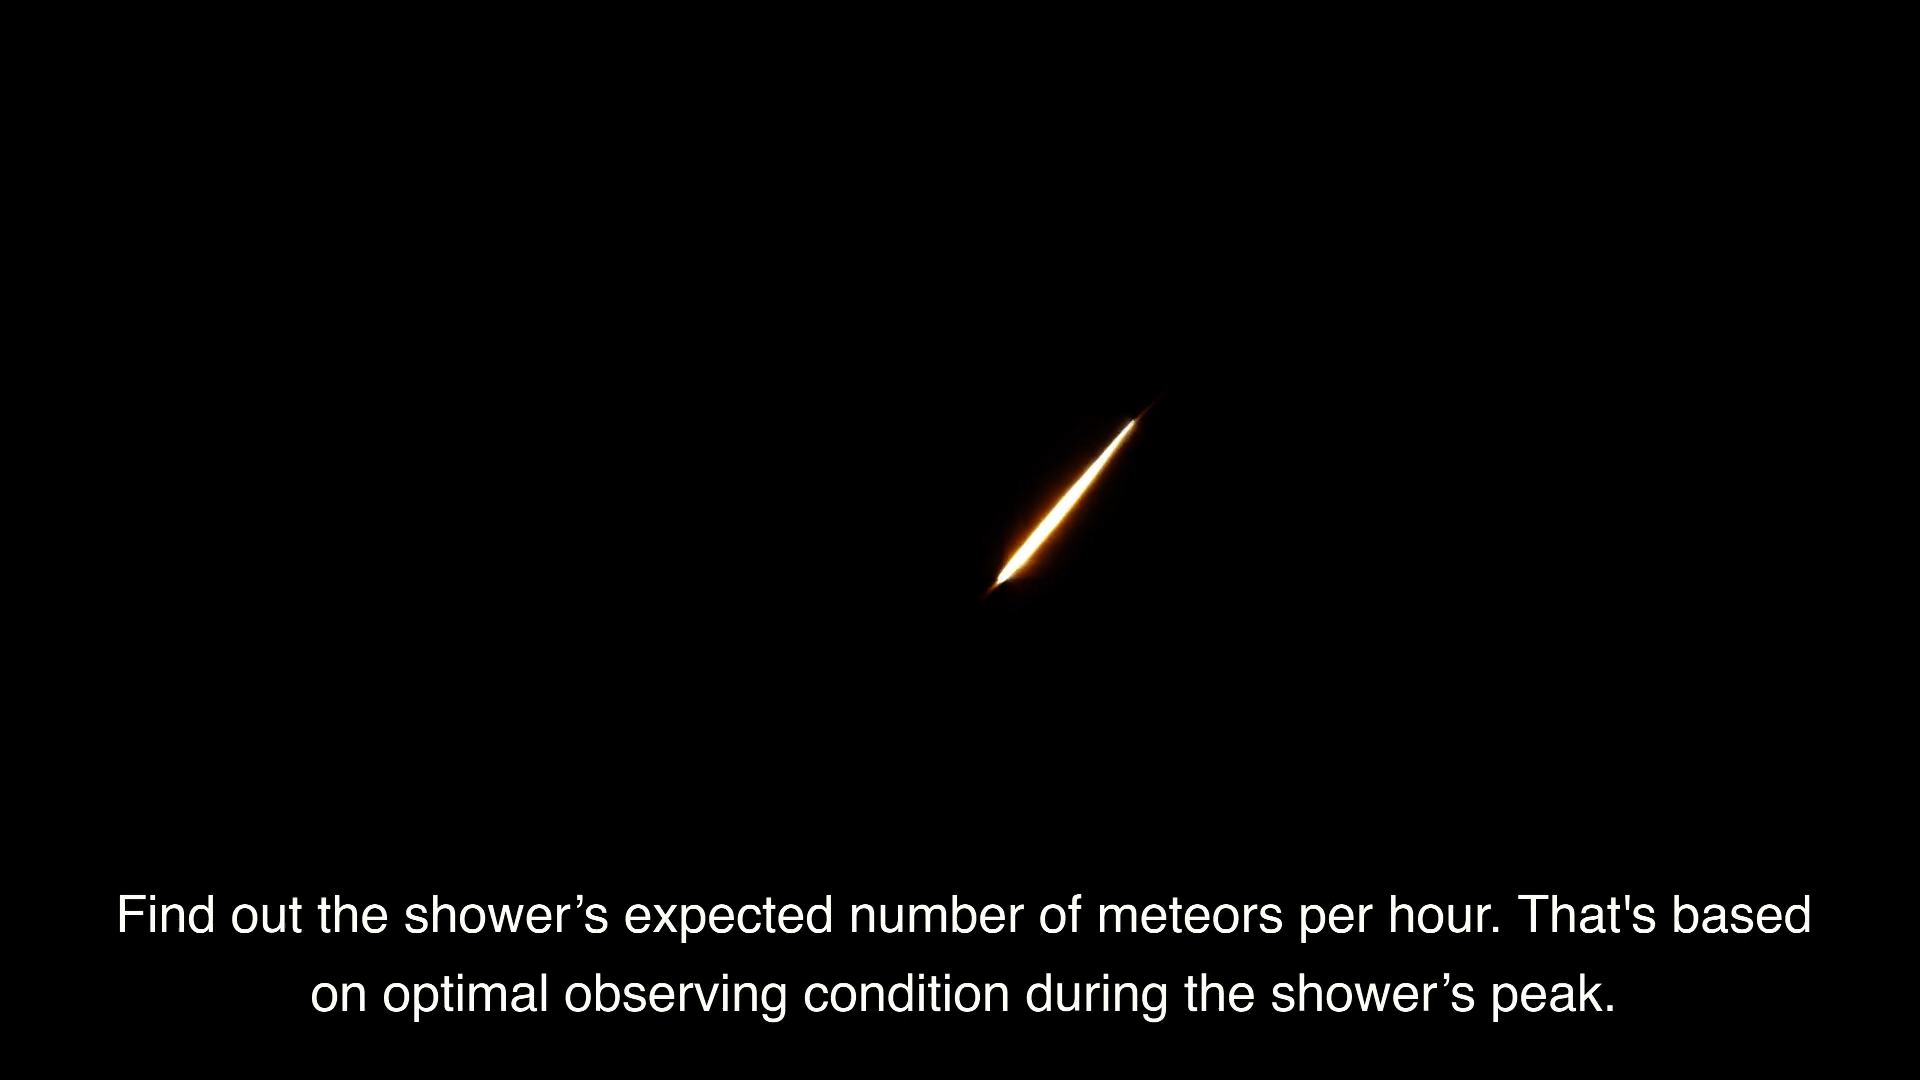 Find out the shower’s expected number of meteors per hour. That's based
on optimal observing condition during the shower’s peak.